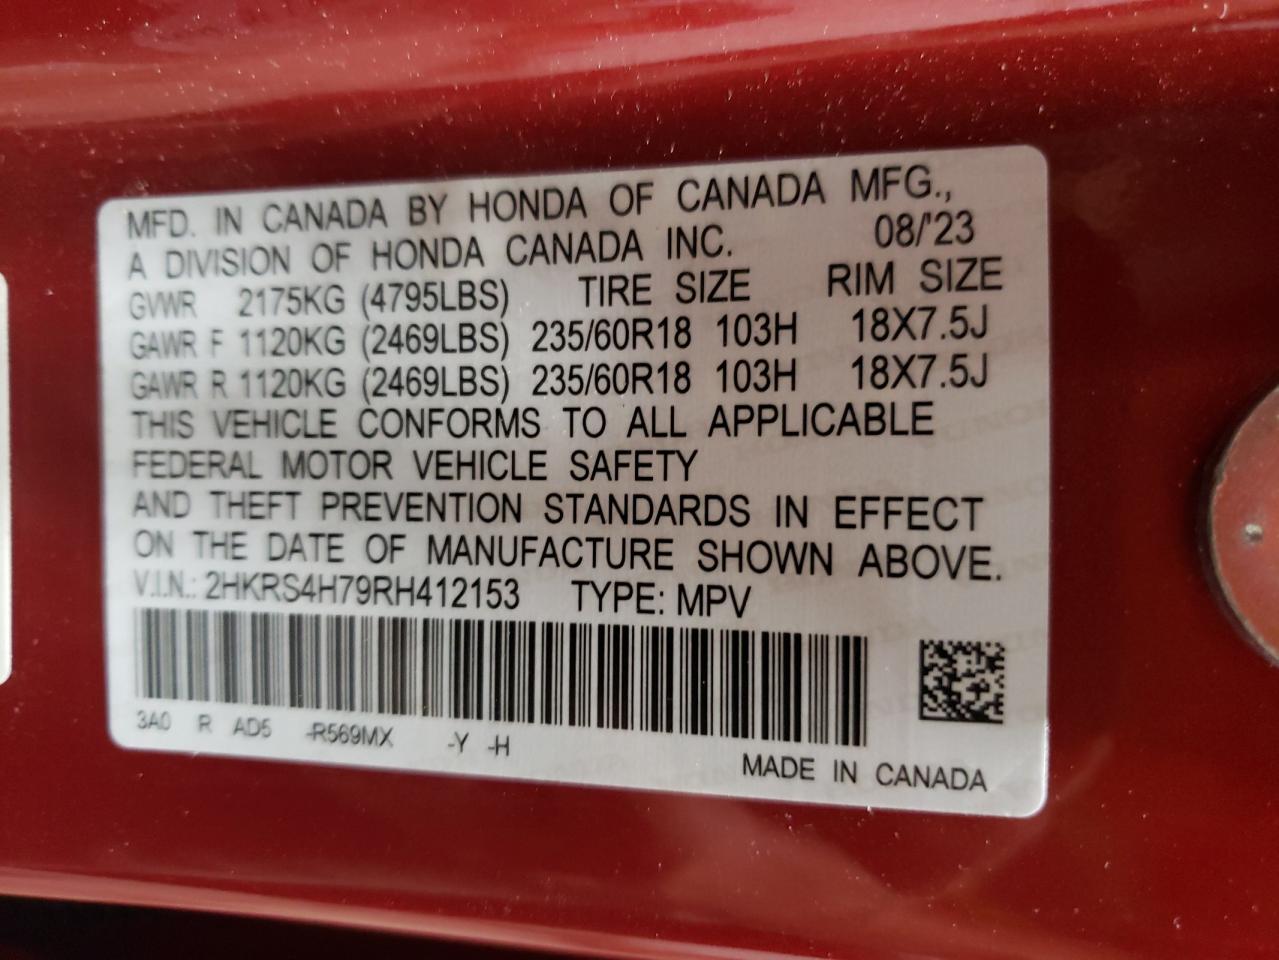 MFD. IN CANADA BY HONDA OF CANADA MFG.,
A DIVISION OF HONDA CANADA INC. 08/'23
GVWR 2175KG (4795LBS) TIRE SIZE RIM SIZE
GAWR F 1120KG (2469LBS) 235/60R18 103H 18X7.5J
GAWR R 1120KG (2469LBS) 235/60R18 103H 18X7.5J
THIS VEHICLE CONFORMS TO ALL APPLICABLE
FEDERAL MOTOR VEHICLE SAFETY
AND THEFT PREVENTION STANDARDS IN EFFECT
ON THE DATE OF MANUFACTURE SHOWN ABOVE.
V.I.N.: 2HKRS4H79RH412153 TYPE: MPV
3A0 R AD5 -R569MX -Y -H
MADE IN CANADA